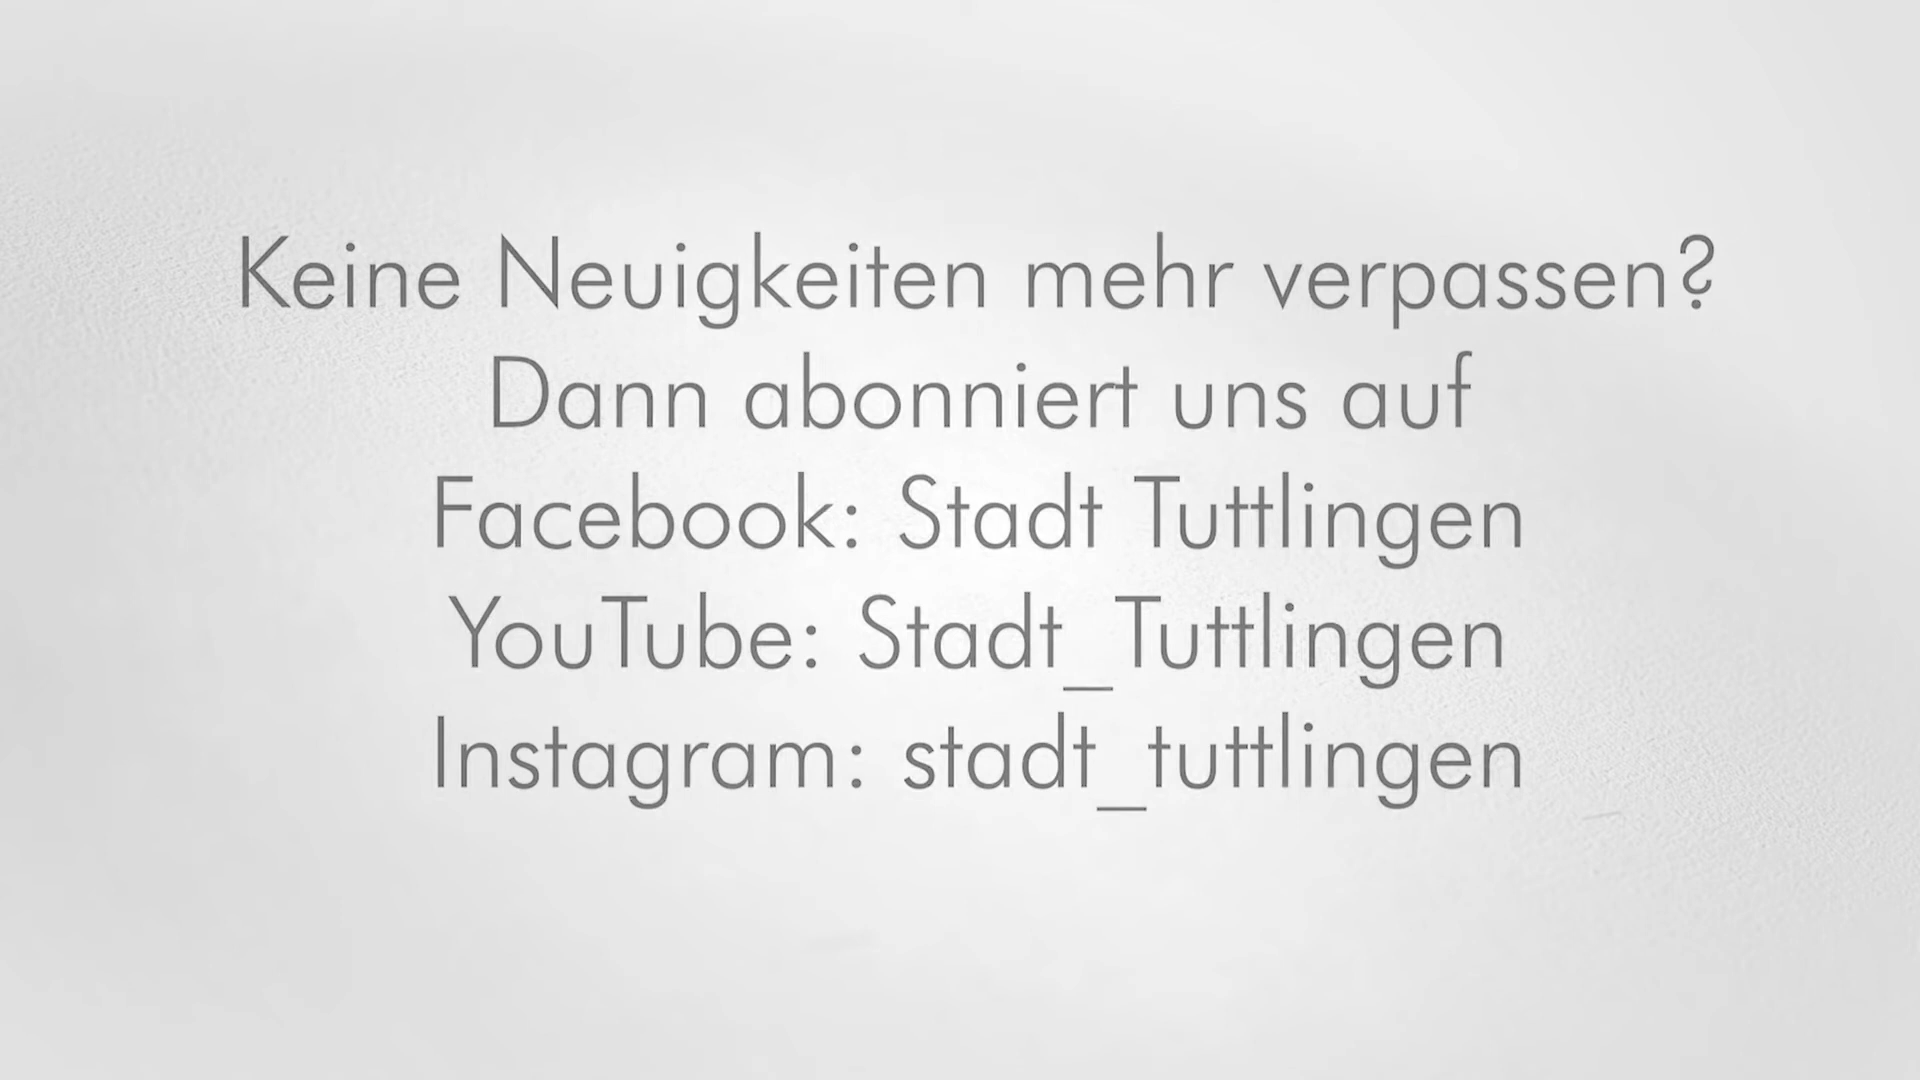 Keine Neuigkeiten mehr verpassen?
Dann abonniert uns auf
Facebook: Stadt Tuttlingen
YouTube: Stadt_Tuttlingen
Instagram: stadt_tuttlingen